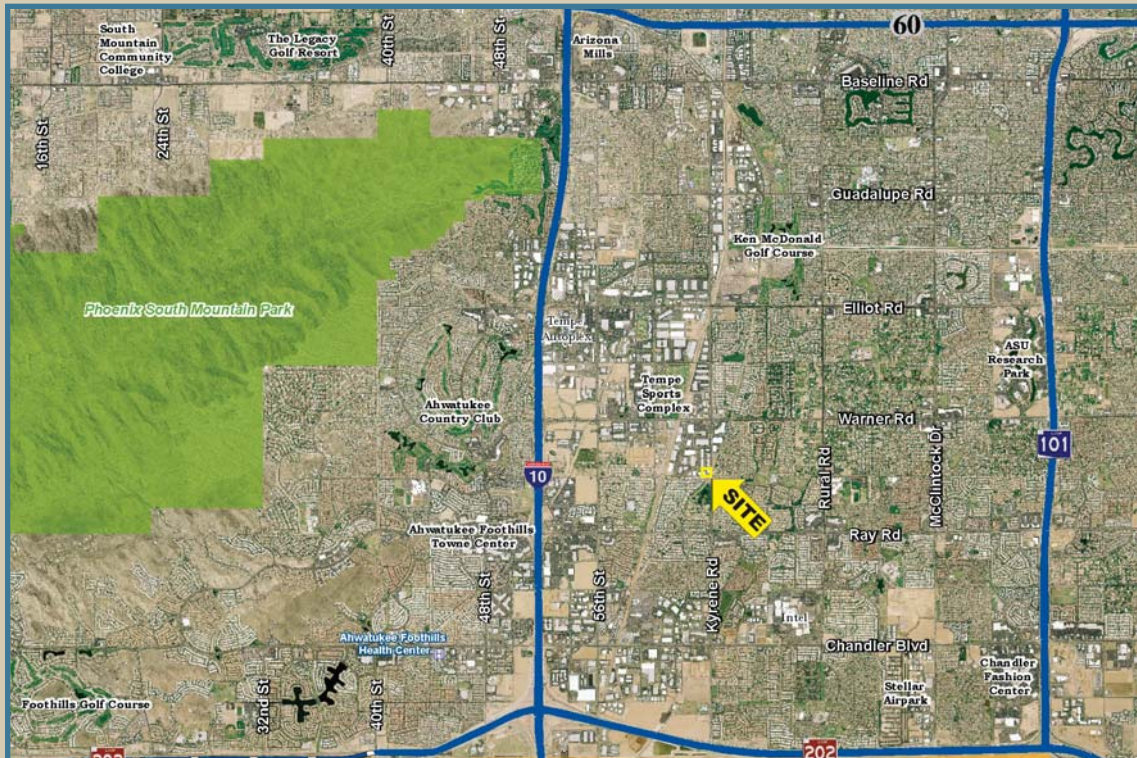 60
South
Mountain
Community
College
The Legacy
Golf Resort
40th St
48th St
Arizona
Mills
Baseline Rd
16th St
24th St
Guadalupe Rd
Ken McDonald
Golf Course
Phoenix South Mountain Park
Elliot Rd
Tempe
Autoplex
ASU
Research
Park
Tempe
Sports
Complex
Ahwatukee
Country Club
Warner Rd
101
10
SITE
Rural Rd
McClintock Dr
Ahwatukee Foothills
Towne Center
Ray Rd
48th St
56th St
Kyrene Rd
Intel
Ahwatukee Foothills
Health Center
Chandler Blvd
Chandler
Fashion
Center
Stellar
Airpark
Foothills Golf Course
32nd St
40th St
202
202